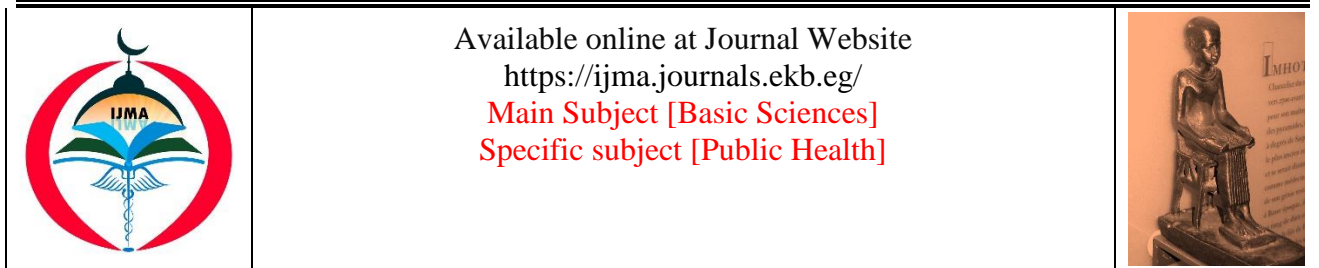 IJMA
Available online at Journal Website
https://ijma.journals.ekb.eg/
Main Subject [Basic Sciences]
Specific subject [Public Health]
IMHOT